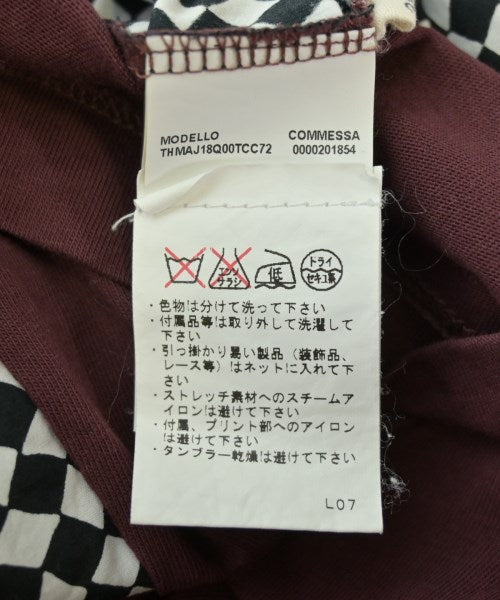 MODELLO COMMESSA
THMAJ18Q00TCC72 0000201854
エンソ サラシ 低 ドライ セキユ系
・色物は分けて洗って下さい
・付属品等は取り外して洗濯して
下さい
・引っ掛かり易い製品（装飾品、
レース等）はネットに入れて下
さい
・ストレッチ素材へのスチームア
イロンは避けて下さい
・付属、プリント部へのアイロン
は避けて下さい
・タンブラー乾燥は避けて下さい
L07